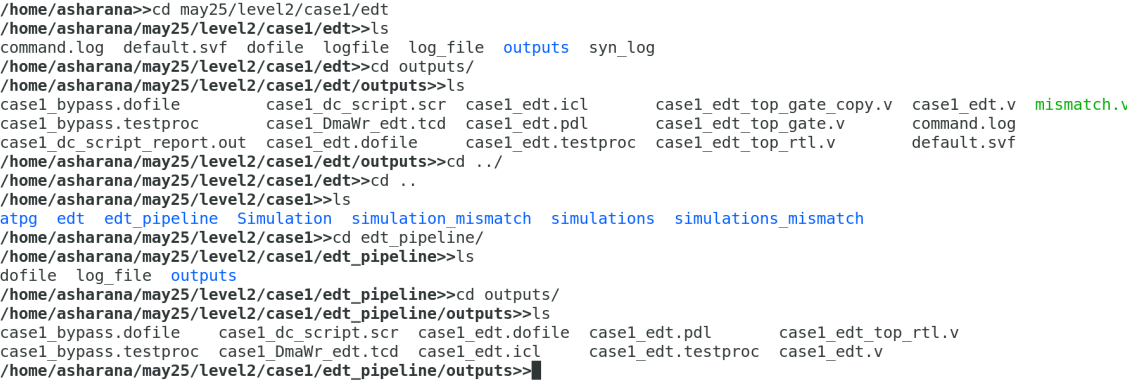 /home/asharana>>cd may25/level2/case1/edt
/home/asharana/may25/level2/case1/edt>>ls
command.log  default.svf  dofile  logfile  log_file  outputs  syn_log
/home/asharana/may25/level2/case1/edt>>cd outputs/
/home/asharana/may25/level2/case1/edt/outputs>>ls
case1_bypass.dofile         case1_dc_script.scr  case1_edt.icl       case1_edt_top_gate_copy.v  case1_edt.v  mismatch.v
case1_bypass.testproc       case1_DmaWr_edt.tcd  case1_edt.pdl       case1_edt_top_gate.v       command.log
case1_dc_script_report.out  case1_edt.dofile     case1_edt.testproc  case1_edt_top_rtl.v        default.svf
/home/asharana/may25/level2/case1/edt/outputs>>cd ../
/home/asharana/may25/level2/case1/edt>>cd ..
/home/asharana/may25/level2/case1>>ls
atpg  edt  edt_pipeline  Simulation  simulation_mismatch  simulations  simulations_mismatch
/home/asharana/may25/level2/case1>>cd edt_pipeline/
/home/asharana/may25/level2/case1/edt_pipeline>>ls
dofile  log_file  outputs
/home/asharana/may25/level2/case1/edt_pipeline>>cd outputs/
/home/asharana/may25/level2/case1/edt_pipeline/outputs>>ls
case1_bypass.dofile    case1_dc_script.scr  case1_edt.dofile  case1_edt.pdl       case1_edt_top_rtl.v
case1_bypass.testproc  case1_DmaWr_edt.tcd  case1_edt.icl     case1_edt.testproc  case1_edt.v
/home/asharana/may25/level2/case1/edt_pipeline/outputs>>